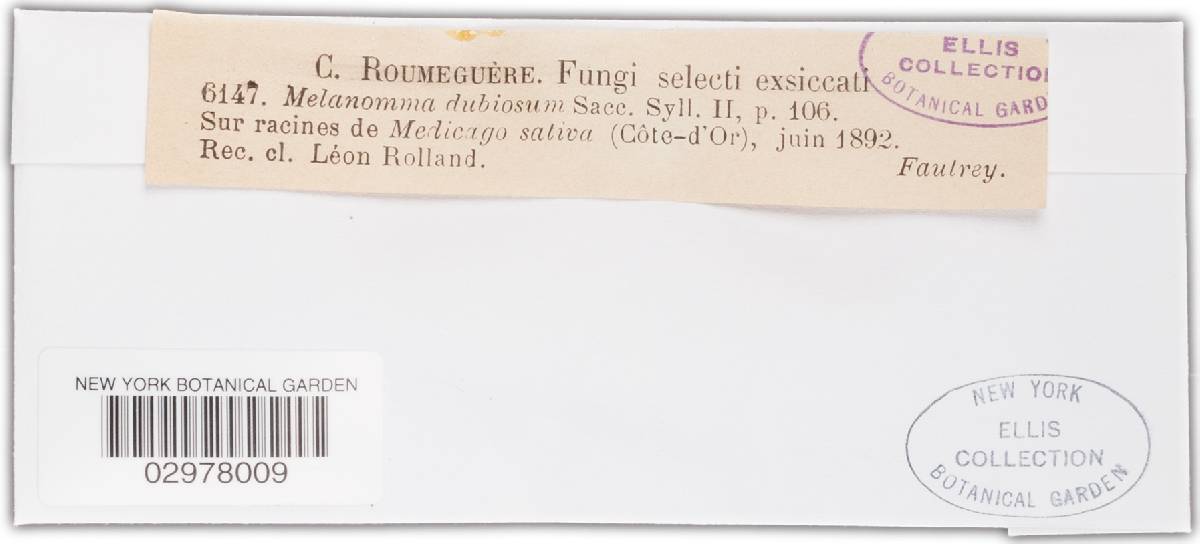 C. ROUMEGUÈRE. Fungi selecti exsiccati
6147. Melanomma dubiosum Sacc. Syll. II, p. 106.
Sur racines de Medicago sativa (Côte-d'Or), juin 1892.
Rec. cl. Léon Rolland.
Fautrey.
ELLIS
COLLECTIO
BOTANICAL GARD
NEW YORK BOTANICAL GARDEN
02978009
NEW YORK
ELLIS
COLLECTION
BOTANICAL GARDEN